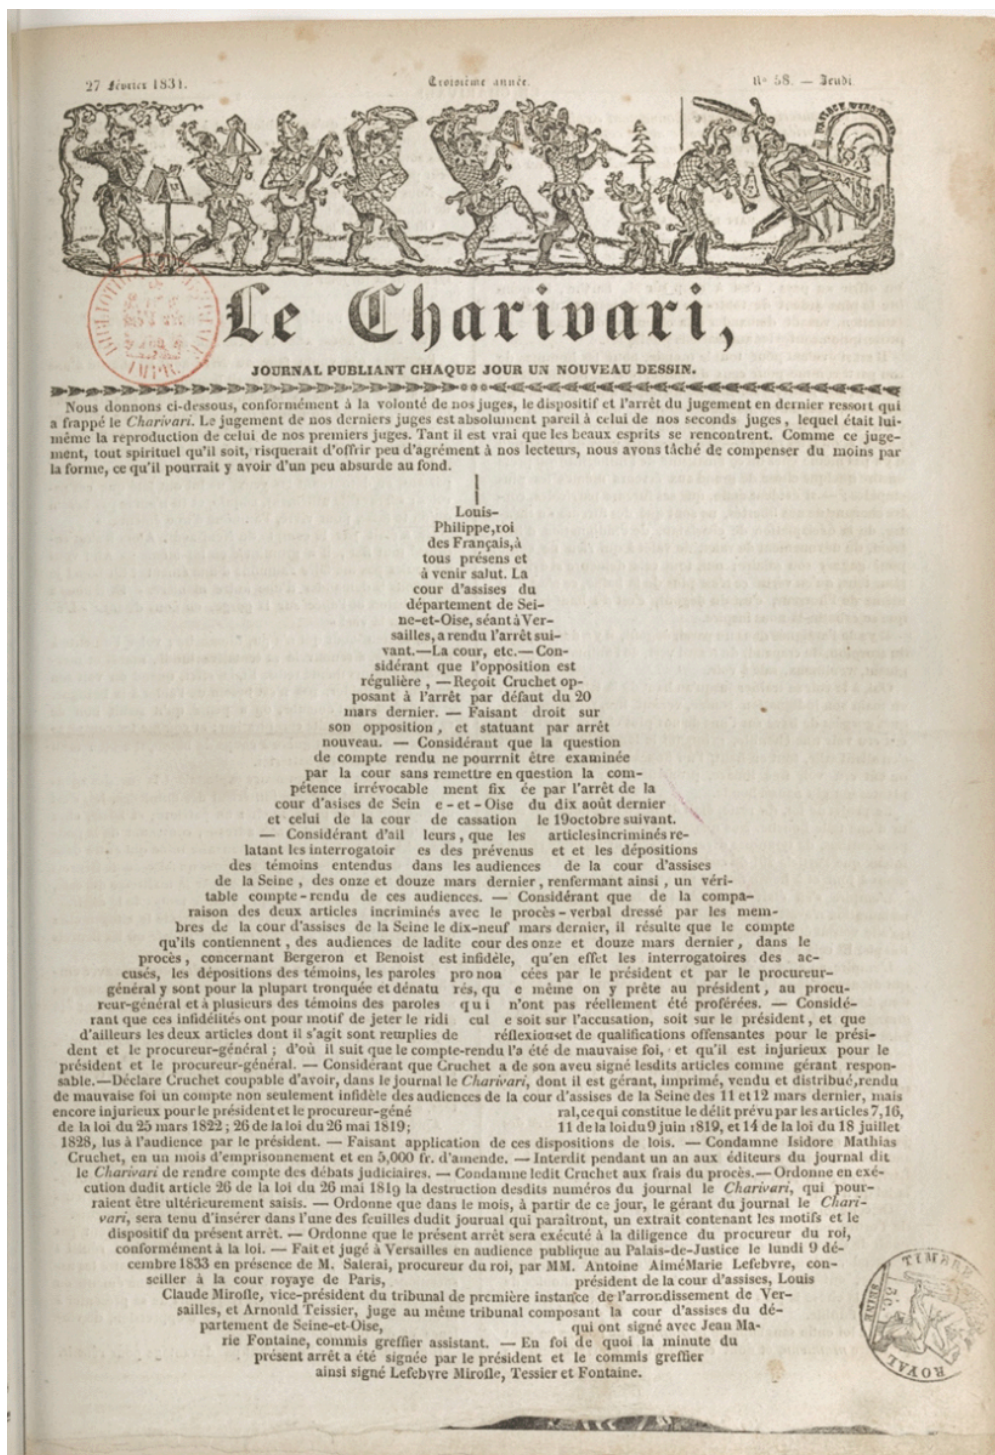 27 Février 1834.
Troisième année.
N° 58. — Jeudi
Le Charivari,
JOURNAL PUBLIANT CHAQUE JOUR UN NOUVEAU DESSIN.
Nous donnons ci-dessous, conformément à la volonté de nos juges, le dispositif et l'arrêt du jugement en dernier ressort qui
a frappé le Charivari. Le jugement de nos derniers juges est absolument pareil à celui de nos seconds juges, lequel était lui-
même la reproduction de celui de nos premiers juges. Tant il est vrai que les beaux esprits se rencontrent. Comme ce juge-
ment, tout spirituel qu'il soit, risquerait d'offrir peu d'agrément à nos lecteurs, nous avons tâché de compenser du moins par
la forme, ce qu'il pourrait y avoir d'un peu absurde au fond.
Louis-
Philippe, roi
des Français, à
tous présens et
à venir salut. La
cour d'assises du
département de Sei-
ne-et-Oise, séant à Ver-
sailles, a rendu l'arrêt sui-
vant.—La cour, etc.—Con-
sidérant que l'opposition est
régulière, —Reçoit Cruchet op-
posant à l'arrêt par défaut du 20
mars dernier. — Faisant droit sur
son opposition, et statuant par arrêt
nouveau. — Considérant que la question
de compte rendu ne pourrnit être examinée
par la cour sans remettre en question la com-
pétence irrévocable ment fix ée par l'arrêt de la
cour d'asises de Sein e-et-Oise du dix août dernier
et celui de la cour de cassation le 19octobre suivant.
— Considérant d'ail leurs, que les articlesincriminés re-
latant les interrogatoir es des prévenus et et les dépositions
des témoins entendus dans les audiences de la cour d'assises
de la Seine, des onze et douze mars dernier, renfermant ainsi, un véri-
table compte-rendu de ces audiences. — Considérant que de la compa-
raison des deux articles incriminés avec le procès-verbal dressé par les mem-
bres de la cour d'assises de la Seine le dix-neuf mars dernier, il résulte que le compte
qu'ils contiennent, des audiences de ladite cour des onze et douze mars dernier, dans le
procès, concernant Bergeron et Benoist est infidèle, qu'en effet les interrogatoires des ac-
cusés, les dépositions des témoins, les paroles pronon cées par le président et par le procureur-
général y sont pour la plupart tronquée et dénatu rés, qu e même on y prête au président, au procu-
reur-général et à plusieurs des témoins des paroles qui n'ont pas réellement été proférées. — Considé-
rant que ces infidélités ont pour motif de jeter le ridi cul e soit sur l'accusation, soit sur le président, et que
d'ailleurs les deux articles dont il s'agit sont remplies de réflexionset de qualifications offensantes pour le prési-
dent et le procureur-général; d'où il suit que le compte-rendu l'a été de mauvaise foi, et qu'il est injurieux pour le
président et le procureur-général. — Considérant que Cruchet a de son aveu signé lesdits articles comme gérant respon-
sable.—Déclare Cruchet coupable d'avoir, dans le journal le Charivari, dont il est gérant, imprimé, vendu et distribué, rendu
de mauvaise foi un compte non seulement infidèle des audiences de la cour d'assises de la Seine des 11 et 12 mars dernier, mais
encore injurieux pour le président et le procureur-géné ral, ce qui constitue le délit prévu par les articles 7, 16,
de la loi du 25 mars 1822; 26 de la loi du 26 mai 1819; 11 de la loi du 9 juin 1819, et 14 de la loi du 18 juillet
1828, lus à l'audience par le président. — Faisant application de ces dispositions de lois. — Condamne Isidore Mathias
Cruchet, en un mois d'emprisonnement et en 5,000 fr. d'amende. — Interdit pendant un an aux éditeurs du journal dit
le Charivari de rendre compte des débats judiciaires. — Condamne ledit Cruchet aux frais du procès.— Ordonne en exé-
cution dudit article 26 de la loi du 26 mai 1819 la destruction desdits numéros du journal le Charivari, qui pour-
raient être ultérieurement saisis. — Ordonne que dans le mois, à partir de ce jour, le gérant du journal le Chari-
vari, sera tenu d'insérer dans l'une des feuilles dudit jourual qui paraîtront, un extrait contenant les motifs et le
dispositif du présent arrêt. — Ordonne que le présent arrêt sera exécuté à la diligence du procureur du roi,
conformément à la loi. — Fait et jugé à Versailles en audience publique au Palais-de-Justice le lundi 9 dé-
cembre 1833 en présence de M. Salerai, procureur du roi, par MM. Antoine AiméMarie Lefebvre, con-
seiller à la cour royaye de Paris, président de la cour d'assises, Louis
Claude Mirofle, vice-président du tribunal de première instance de l'arrondissement de Ver-
sailles, et Arnould Teissier, juge au même tribunal composant la cour d'assises du dé-
partement de Seine-et-Oise, qui ont signé avec Jean Ma-
rie Fontaine, commis greffier assistant. — En foi de quoi la minute du
présent arrêt a été signée par le président et le commis greffier
ainsi signé Lefebvre Mirofle, Tessier et Fontaine.
TIMBRE
ROYAL
SEINE